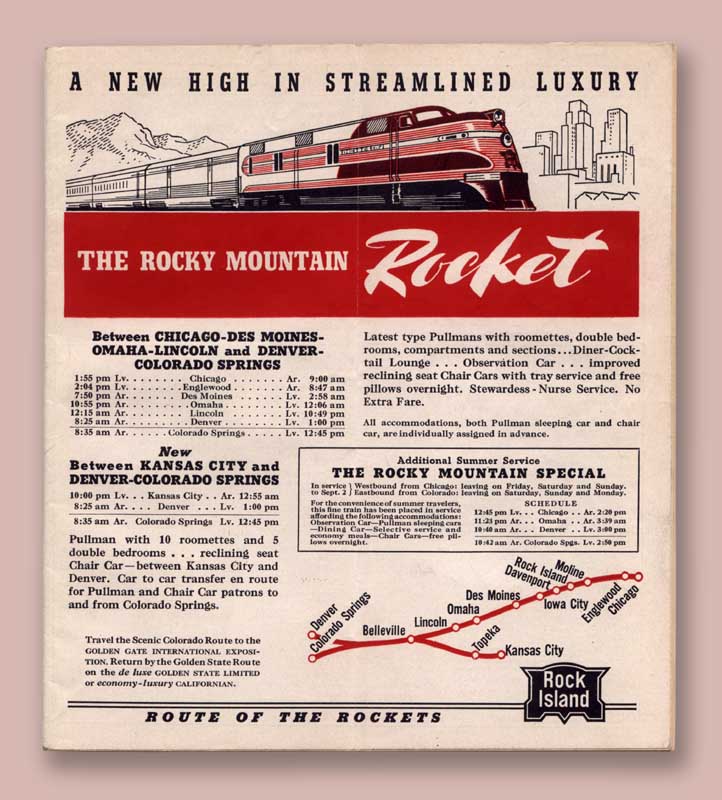 A NEW HIGH IN STREAMLINED LUXURY
THE ROCKY MOUNTAIN Rocket
Between CHICAGO-DES MOINES-
OMAHA-LINCOLN and DENVER-
COLORADO SPRINGS
1:55 pm Lv. . . . . . . . Chicago . . . . . . . Ar. 9:00 am
2:04 pm Lv. . . . . . . Englewood . . . . . . Ar. 8:47 am
7:50 pm Ar. . . . . . . Des Moines . . . . . . Lv. 2:58 am
10:55 pm Ar. . . . . . . . Omaha . . . . . . . Lv. 12:06 am
12:15 am Ar. . . . . . . . Lincoln . . . . . . . Lv. 10:49 pm
8:25 am Ar. . . . . . . . Denver . . . . . . . Lv. 1:00 pm
8:35 am Ar. . . . . . Colorado Springs . . . . Lv. 12:45 pm
Latest type Pullmans with roomettes, double bed-
rooms, compartments and sections...Diner-Cock-
tail Lounge . . . Observation Car . . . improved
reclining seat Chair Cars with tray service and free
pillows overnight. Stewardess-Nurse Service. No
Extra Fare.
All accommodations, both Pullman sleeping car and chair
car, are individually assigned in advance.
New
Between KANSAS CITY and
DENVER-COLORADO SPRINGS
10:00 pm Lv. . . Kansas City . . Ar. 12:55 am
8:25 am Ar. . . . Denver . . . Lv. 1:00 pm
8:35 am Ar. Colorado Springs Lv. 12:45 pm
Pullman with 10 roomettes and 5
double bedrooms . . . reclining seat
Chair Car—between Kansas City and
Denver. Car to car transfer en route
for Pullman and Chair Car patrons to
and from Colorado Springs.
Additional Summer Service
THE ROCKY MOUNTAIN SPECIAL
In service } Westbound from Chicago: leaving on Friday, Saturday and Sunday.
to Sept. 2 } Eastbound from Colorado: leaving on Saturday, Sunday and Monday.
For the convenience of summer travelers,
this fine train has been placed in service
affording the following accommodations:
Observation Car—Pullman sleeping cars
—Dining Car—Selective service and
economy meals—Chair Cars—free pil-
lows overnight.
SCHEDULE
12:45 pm Lv. . . Chicago . . Ar. 2:20 pm
11:25 pm Ar. . . Omaha . . Ar. 3:39 am
10:40 am Ar. . . Denver . . Lv. 3:00 pm
10:42 am Ar. Colorado Spgs. Lv. 2:50 pm
Denver
Colorado Springs
Belleville
Lincoln
Omaha
Des Moines
Topeka
Kansas City
Davenport
Rock Island
Moline
Iowa City
Englewood
Chicago
Travel the Scenic Colorado Route to the
GOLDEN GATE INTERNATIONAL EXPOSI-
TION. Return by the Golden State Route
on the de luxe GOLDEN STATE LIMITED
or economy-luxury CALIFORNIAN.
Rock
Island
ROUTE OF THE ROCKETS